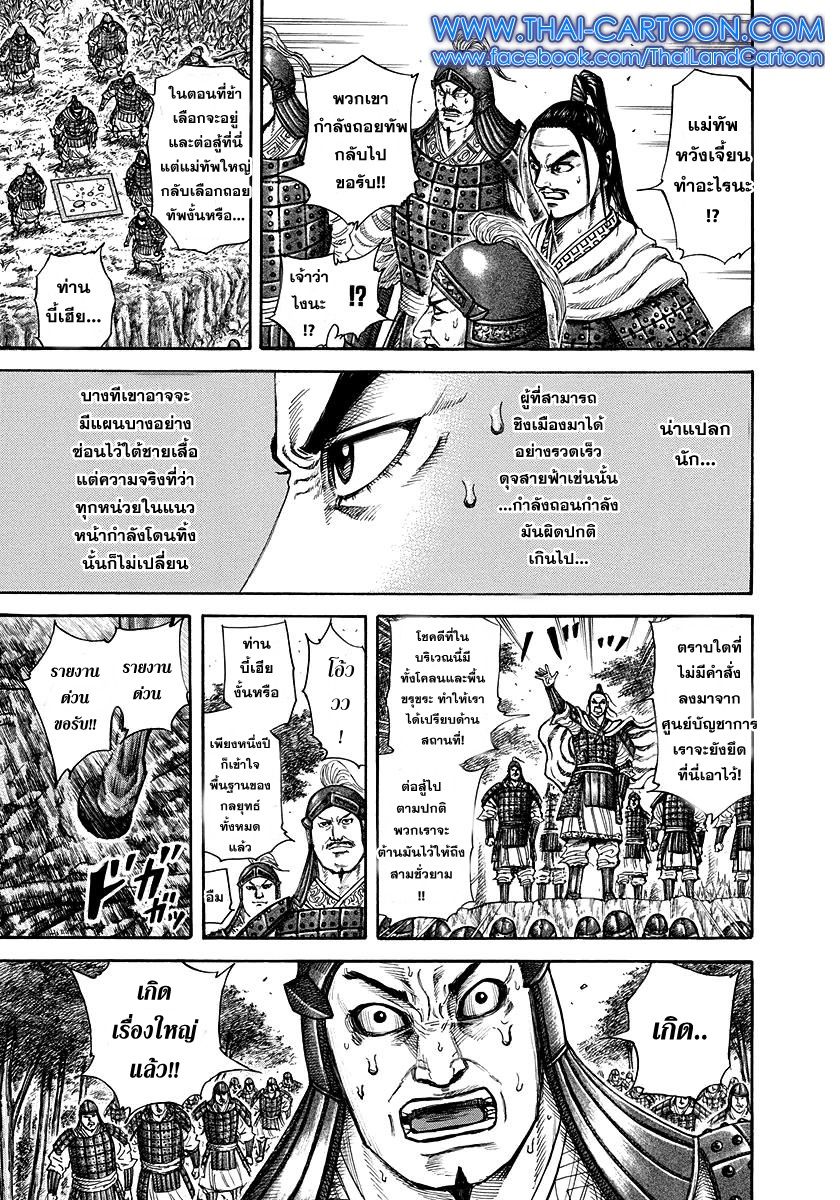 WWW.THAI-CARTOON.COM
www.facebook.com/ThaiLandCartoon
แม่ทัพ
หวังเจี้ยน
ทำอะไรนะ
!?
พวกเขา
กำลังถอยทัพ
กลับไป
ขอรับ!!
!?
เจ้าว่า
ไงนะ
!?
ในตอนที่ข้า
เลือกจะอยู่
และต่อสู้ที่นี่
แต่แม่ทัพใหญ่
กลับเลือกถอย
ทัพงั้นหรือ...
ท่าน
บี้เฮีย...
น่าแปลก
นัก...
ผู้ที่สามารถ
ชิงเมืองมาได้
อย่างรวดเร็ว
ดุจสายฟ้าเช่นนั้น
...กำลังถอนกำลัง
มันผิดปกติ
เกินไป...
บางทีเขาอาจจะ
มีแผนบางอย่าง
ซ่อนไว้ใต้ชายเสื้อ
แต่ความจริงที่ว่า
ทุกหน่วยในแนว
หน้ากำลังโดนทิ้ง
นั้นก็ไม่เปลี่ยน
ตราบใดที่
ไม่มีคำสั่ง
ลงมาจาก
ศูนย์บัญชาการ
เราจะยังยึด
ที่นี่เอาไว้!
โชคดีที่ใน
บริเวณนี้มี
ทั้งโคลนและพื้น
ขรุขระ ทำให้เรา
ได้เปรียบด้าน
สถานที่!
ต่อสู้ไป
ตามปกติ
พวกเราจะ
ต้านมันไว้ให้ถึง
สามชั่วยาม
!!
โอ้ว
วว
!
ท่าน
บี้เฮีย
งั้นหรือ
เพียงหนึ่งปี
ก็เข้าใจ
พื้นฐานของ
กลยุทธ์
ทั้งหมด
แล้ว
อืม
รายงาน
ด่วน
รายงาน
ด่วน
ขอรับ!!
ドガガッ
เกิด..
เกิด
เรื่องใหญ่
แล้ว!!